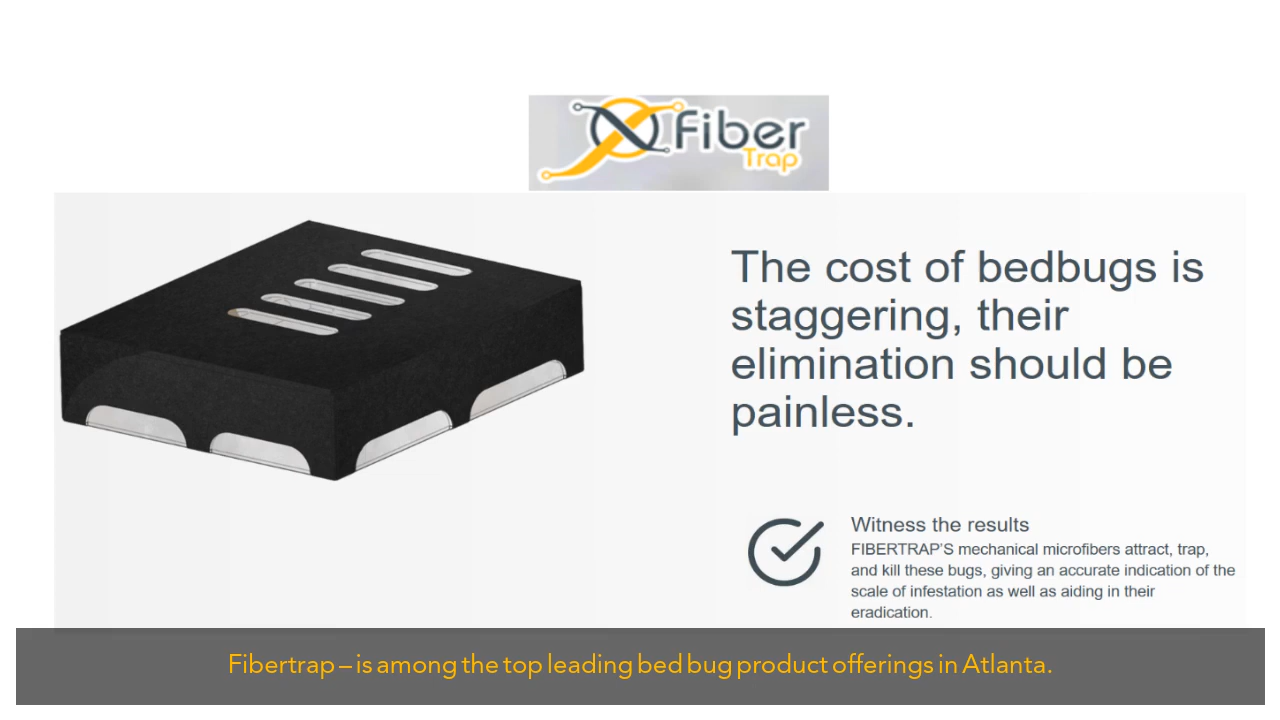 Fiber
Trap
The cost of bedbugs is
staggering, their
elimination should be
painless.
Witness the results
FIBERTRAP'S mechanical microfibers attract, trap,
and kill these bugs, giving an accurate indication of the
scale of infestation as well as aiding in their
eradication.
Fibertrap – is among the top leading bed bug product offerings in Atlanta.